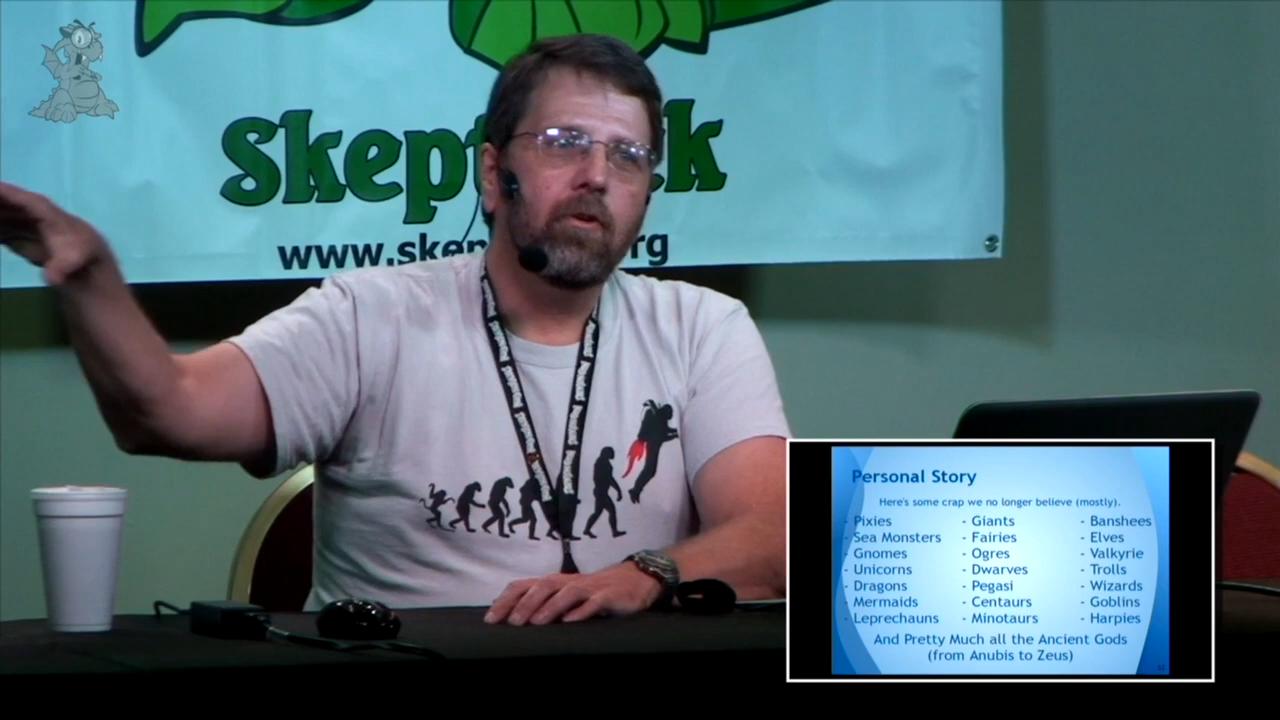 Skept k
www.skep rg
Personal Story
Here's some crap we no longer believe (mostly).
- Pixies - Giants - Banshees
- Sea Monsters - Fairies - Elves
- Gnomes - Ogres - Valkyrie
- Unicorns - Dwarves - Trolls
- Dragons - Pegasi - Wizards
- Mermaids - Centaurs - Goblins
- Leprechauns - Minotaurs - Harpies
And Pretty Much all the Ancient Gods
(from Anubis to Zeus)